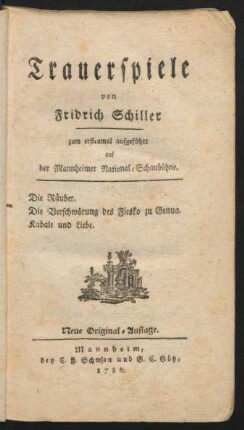 Trauerspiele
von
Fridrich Schiller
zum erstenmal aufgeführt
auf
der Mannheimer National-Schaubühne.
Die Räuber.
Die Verschwörung des Fiesko zu Genua.
Kabale und Liebe.
Neue Original-Auflage.
Mannheim,
bey C. F. Schwan und G. C. Götz,
1786.